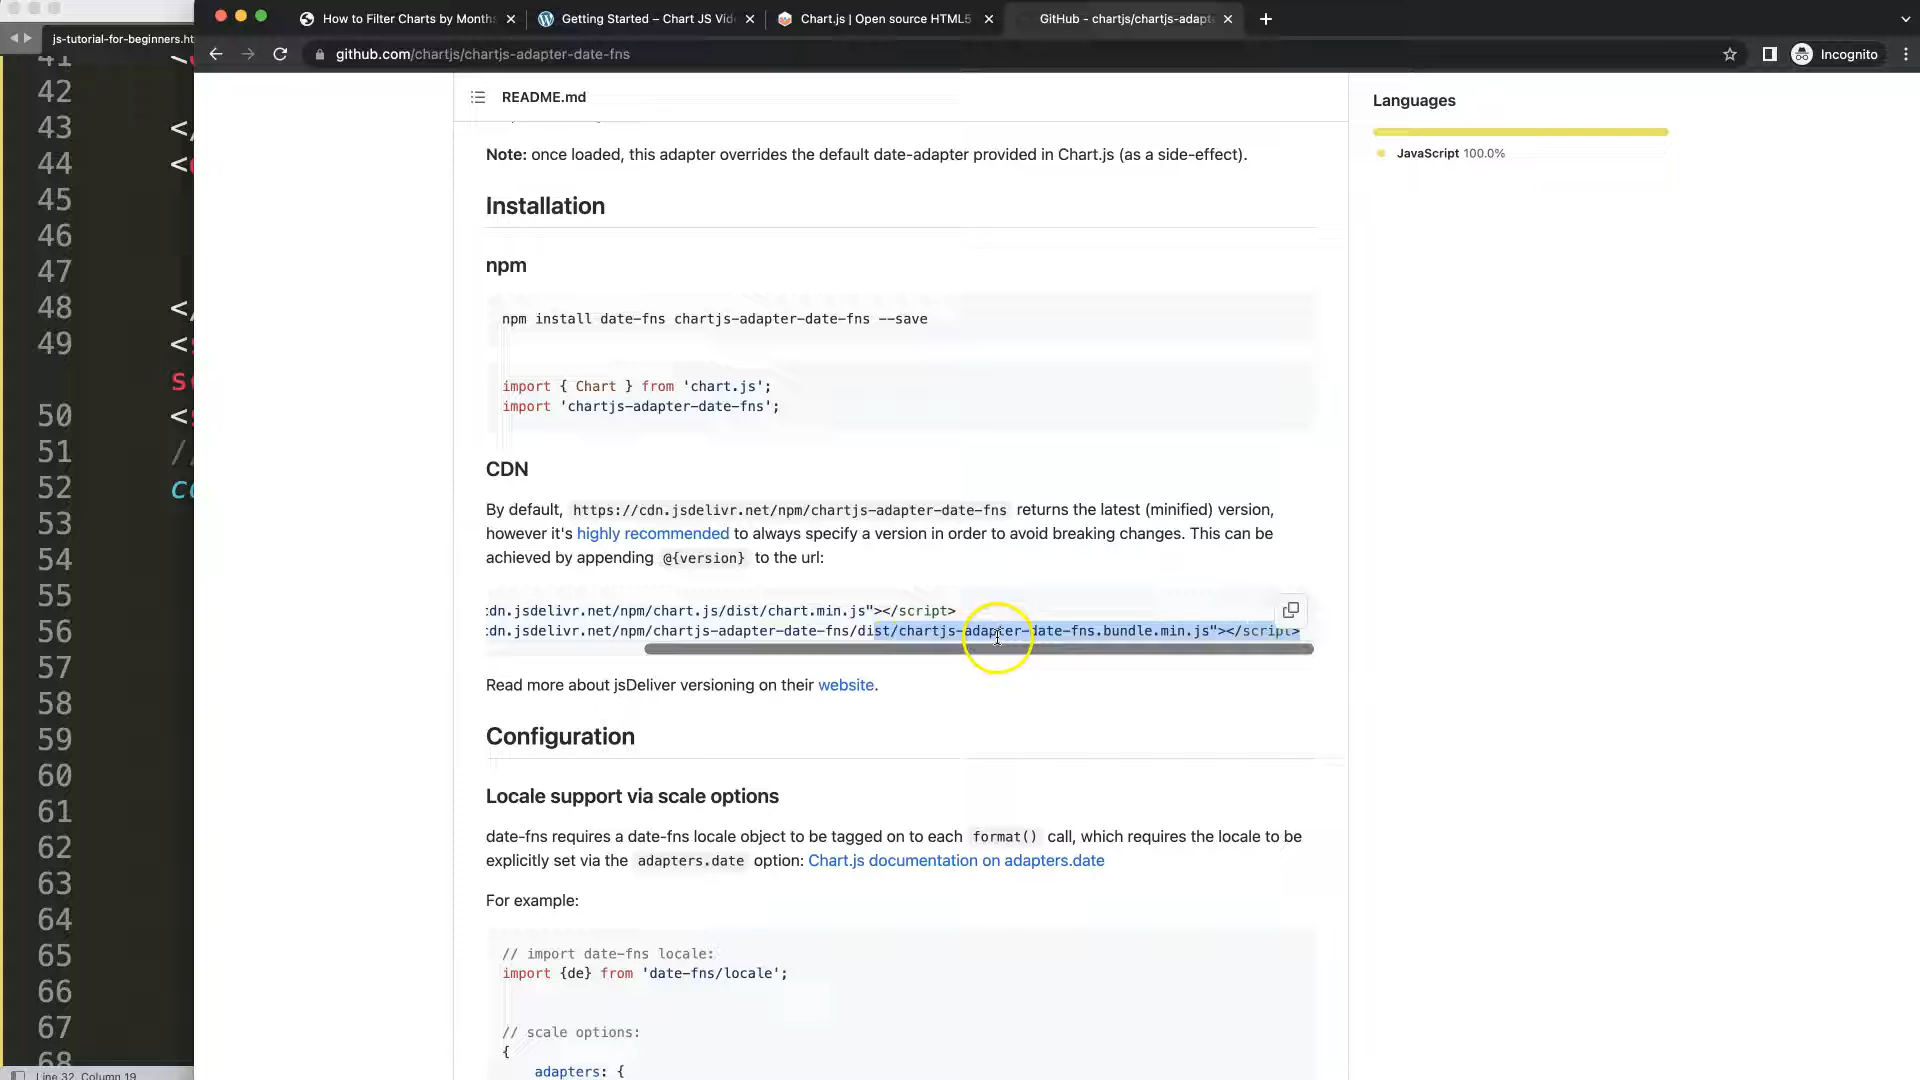 How to Filter Charts by Months
Getting Started – Chart JS Vid
Chart.js | Open source HTML5
GitHub - chartjs/chartjs-adapt
js-tutorial-for-beginners.ht
github.com/chartjs/chartjs-adapter-date-fns
Incognito
41
42
43 </
44 <
45
46
47
48 </
49 <
s
50 <
51 //
52 c
53
54
55
56
57
58
59
60
61
62
63
64
65
66
67
68
Line 32, Column 19
README.md
Note: once loaded, this adapter overrides the default date-adapter provided in Chart.js (as a side-effect).
Installation
npm
npm install date-fns chartjs-adapter-date-fns --save
import { Chart } from 'chart.js';
import 'chartjs-adapter-date-fns';
CDN
By default, https://cdn.jsdelivr.net/npm/chartjs-adapter-date-fns returns the latest (minified) version,
however it's highly recommended to always specify a version in order to avoid breaking changes. This can be
achieved by appending @{version} to the url:
cdn.jsdelivr.net/npm/chart.js/dist/chart.min.js"></script>
cdn.jsdelivr.net/npm/chartjs-adapter-date-fns/dist/chartjs-adapter-date-fns.bundle.min.js"></script>
Read more about jsDeliver versioning on their website.
Configuration
Locale support via scale options
date-fns requires a date-fns locale object to be tagged on to each format() call, which requires the locale to be
explicitly set via the adapters.date option: Chart.js documentation on adapters.date
For example:
// import date-fns locale:
import {de} from 'date-fns/locale';
// scale options:
{
adapters: {
Languages
JavaScript 100.0%